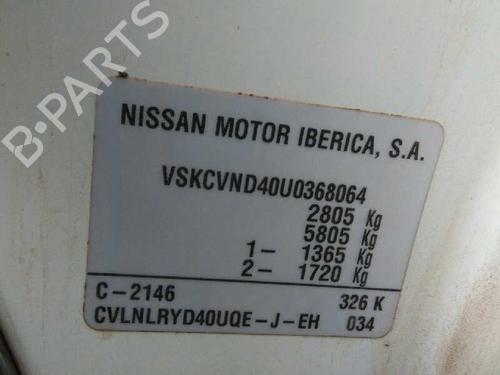 B-PARTS
NISSAN MOTOR IBERICA, S.A.
VSKCVND40U0368064
2805 Kg
5805 Kg
1- 1365 Kg
2- 1720 Kg
C-2146 326 K
CVLNLRYD40UQE-J-EH 034